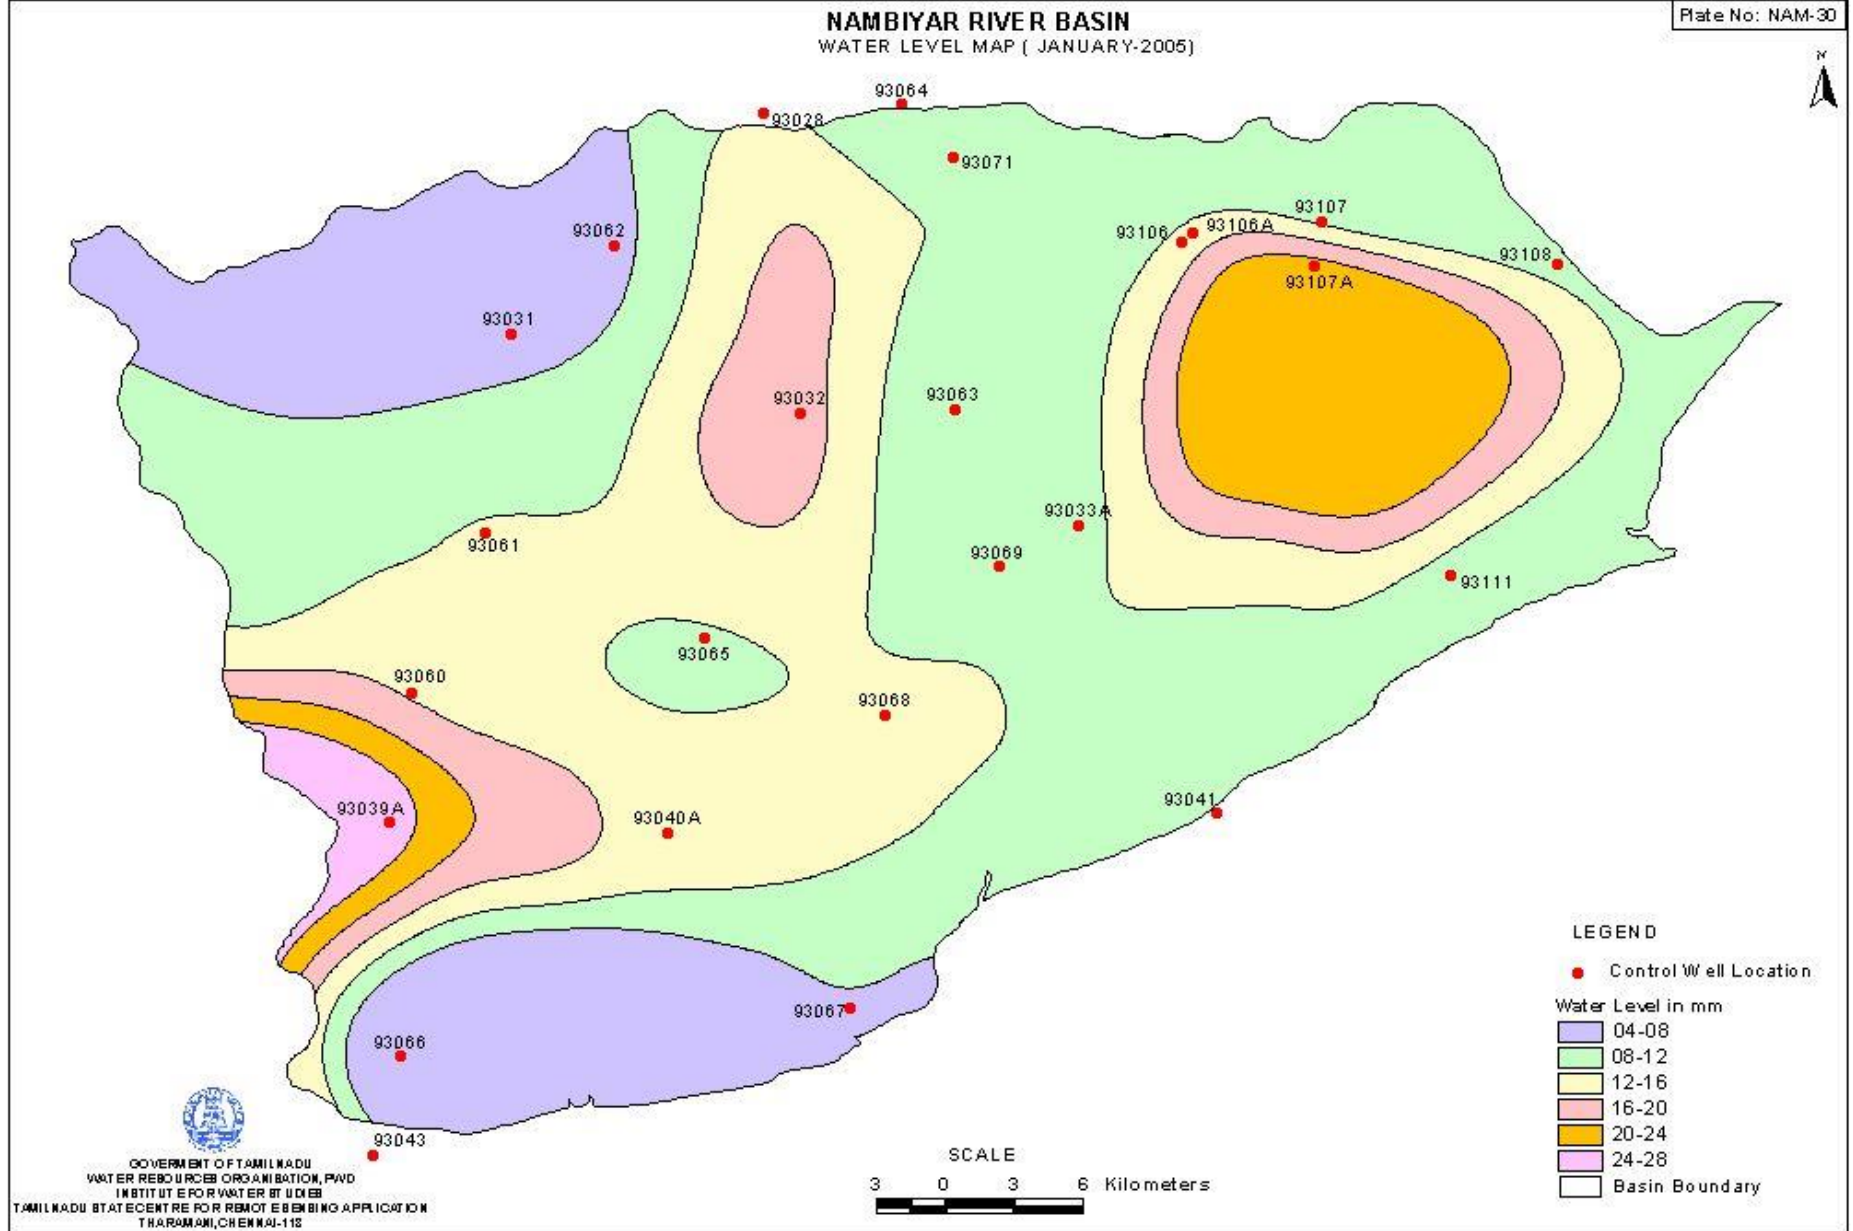 NAMBIYAR RIVER BASIN
WATER LEVEL MAP ( JANUARY-2005)
Plate No: NAM-30
N
93064
93028
93071
93062
93107
93106
93106A
93108
93107A
93031
93032
93063
93033A
93061
93069
93111
93065
93060
93068
93039A
93040A
93041
93067
93066
93043
LEGEND
Control Well Location
Water Level in mm
04-08
08-12
12-16
16-20
20-24
24-28
Basin Boundary
SCALE
3 0 3 6 Kilometers
GOVERMENT OF TAMILNADU
WATER RESOURCES ORGANISATION, PWD
INSTITUTE FOR WATER STUDIES
TAMILNADU STATE CENTRE FOR REMOTE SENSING APPLICATION
THARAMANI,CHENNAI-113